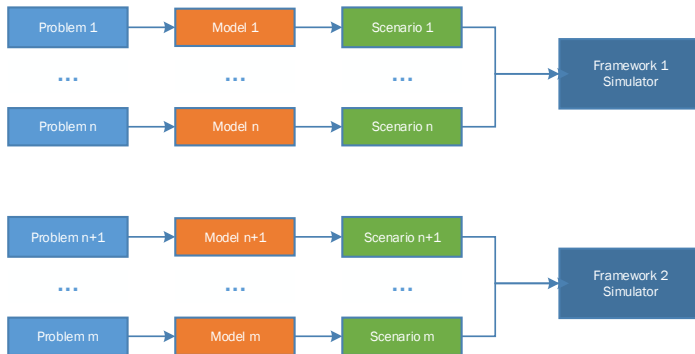 Problem 1
Model 1
Scenario 1
Framework 1
Simulator
...
...
...
Problem n
Model n
Scenario n
Problem n+1
Model n+1
Scenario n+1
Framework 2
Simulator
...
...
...
Problem m
Model m
Scenario m